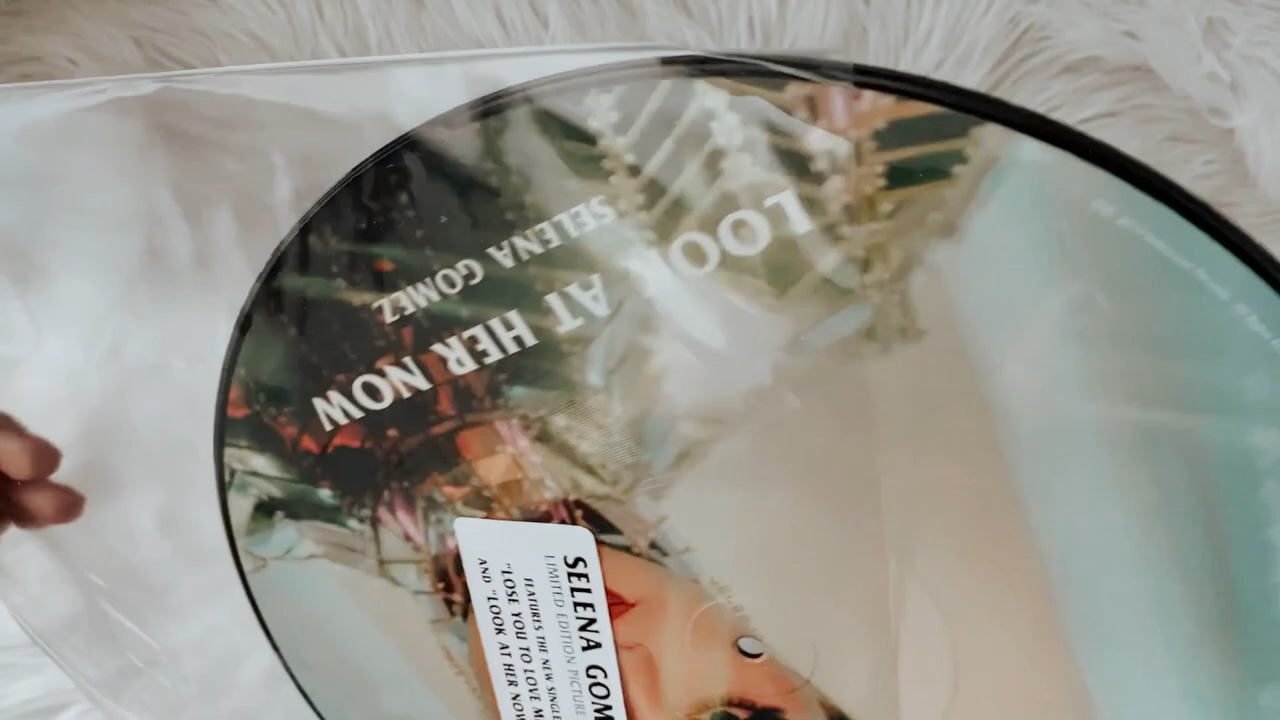 LOOK AT HER NOW
SELENA GOMEZ
SELENA GOM
LIMITED EDITION PICTURE
FEATURES THE NEW SINGLE
"LOSE YOU TO LOVE M
AND "LOOK AT HER NOW